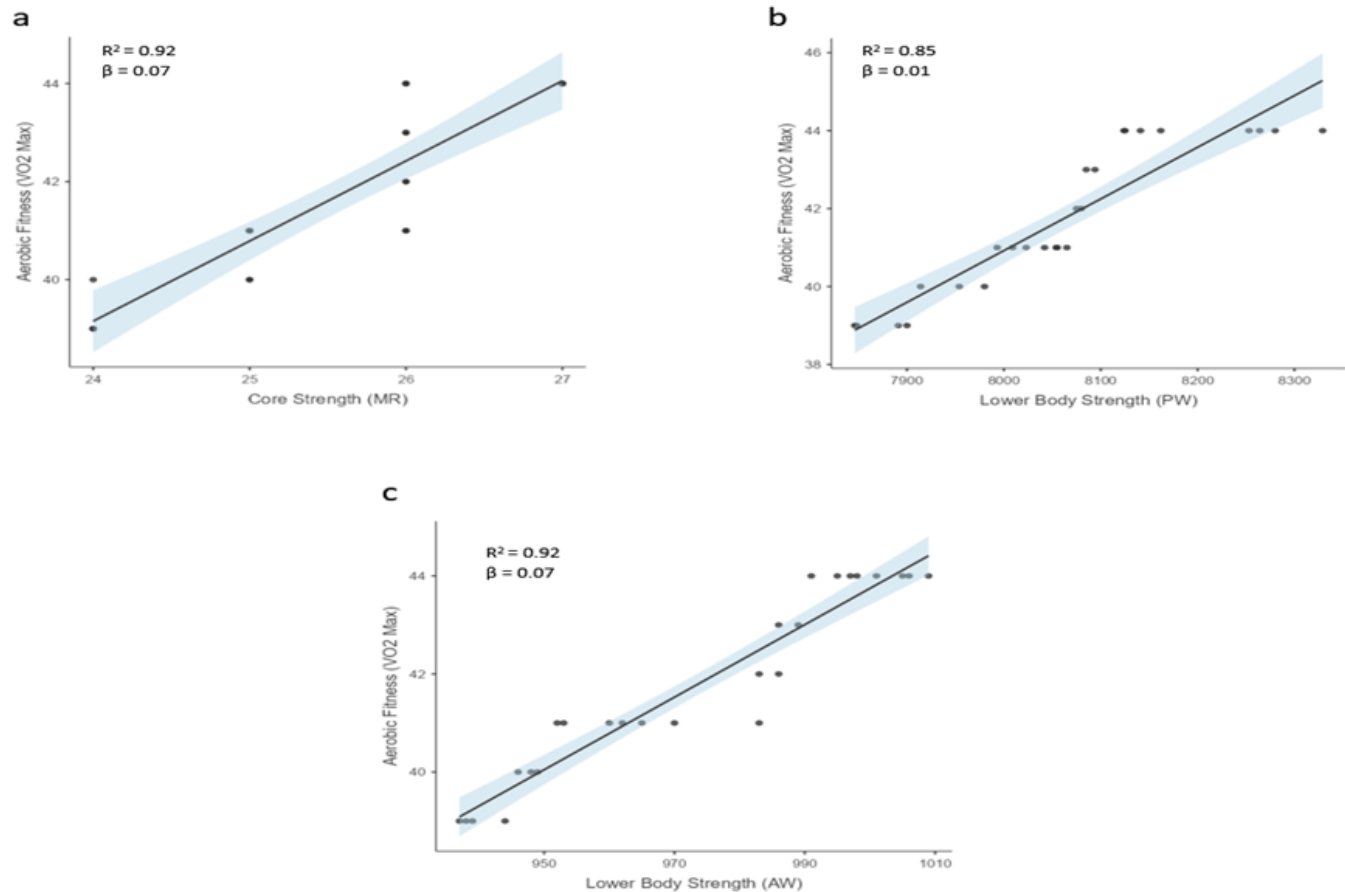 a
R² = 0.92
β = 0.07
Aerobic Fitness (VO2 Max)
44
42
40
24 25 26 27
Core Strength (MR)
b
R² = 0.85
β = 0.01
Aerobic Fitness (VO2 Max)
46
44
42
40
38
7900 8000 8100 8200 8300
Lower Body Strength (PW)
c
R² = 0.92
β = 0.07
Aerobic Fitness (VO2 Max)
44
42
40
950 970 990 1010
Lower Body Strength (AW)